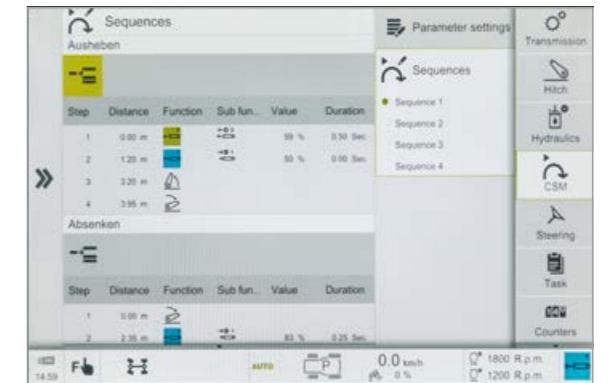 Sequences
Ausheben
Step Distance Function Sub fun... Value Duration
1 0.00 m 59 % 0.50 Sec
2 1.20 m 50 % 0.00 Sec
3 3.20 m
4 3.95 m
Absenken
Step Distance Function Sub fun... Value Duration
1 0.00 m
2 2.35 m 83 % 0.25 Sec
Parameter settings
Sequences
Sequence 1
Sequence 2
Sequence 3
Sequence 4
Transmission
Hitch
Hydraulics
CSM
Steering
Task
Counters
14:59
F
AUTO
P
0.0 km/h
0 %
1800 R.p.m.
1200 R.p.m.